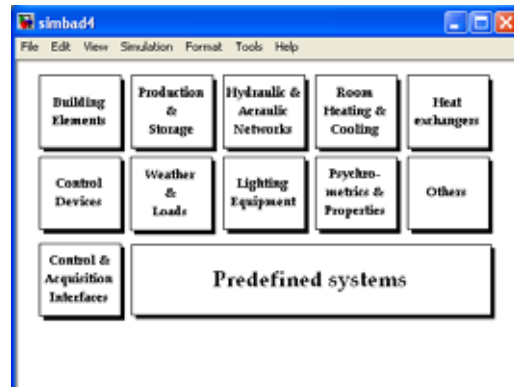 simbad4
File Edit View Simulation Format Tools Help
Building
Elements
Production
&
Storage
Hydraulic &
Aeraulic
Networks
Room
Heating &
Cooling
Heat
exchangers
Control
Devices
Weather
&
Loads
Lighting
Equipment
Psychro-
metrics &
Properties
Others
Control &
Acquisition
Interfaces
Predefined systems